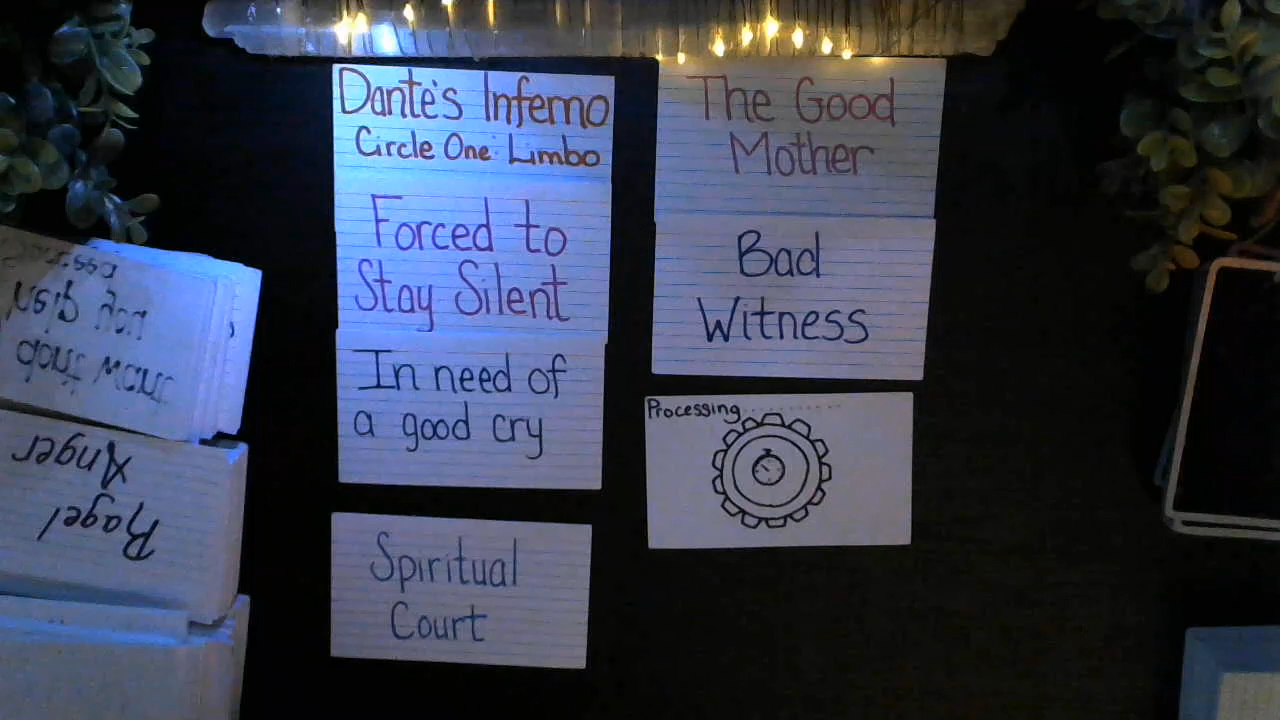 Dante's Inferno
Circle One: Limbo
Forced to
Stay Silent
In need of
a good cry
Spiritual
Court
The Good
Mother
Bad
Witness
Processing..........
Rage/
Anger